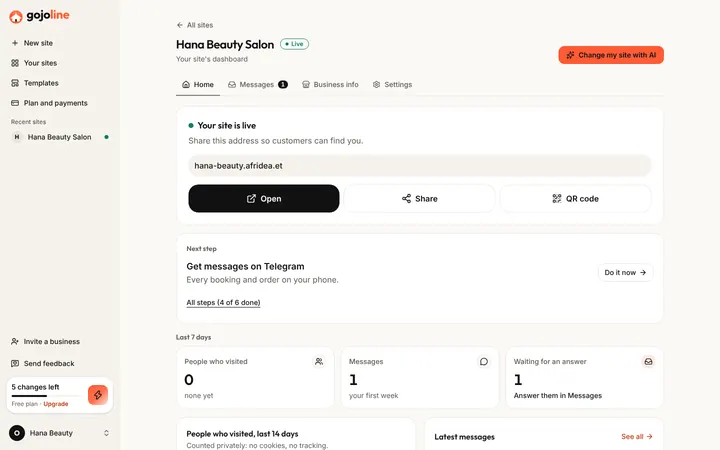 gojoline
New site
Your sites
Templates
Plan and payments
Recent sites
H Hana Beauty Salon
Invite a business
Send feedback
5 changes left
Free plan · Upgrade
Hana Beauty
← All sites
Hana Beauty Salon
Live
Your site's dashboard
Change my site with AI
Home
Messages 1
Business info
Settings
Your site is live
Share this address so customers can find you.
hana-beauty.afridea.et
Open
Share
QR code
Next step
Get messages on Telegram
Every booking and order on your phone.
Do it now →
All steps (4 of 6 done)
Last 7 days
People who visited
0
none yet
Messages
1
your first week
Waiting for an answer
1
Answer them in Messages
People who visited, last 14 days
Counted privately: no cookies, no tracking.
Latest messages
See all →